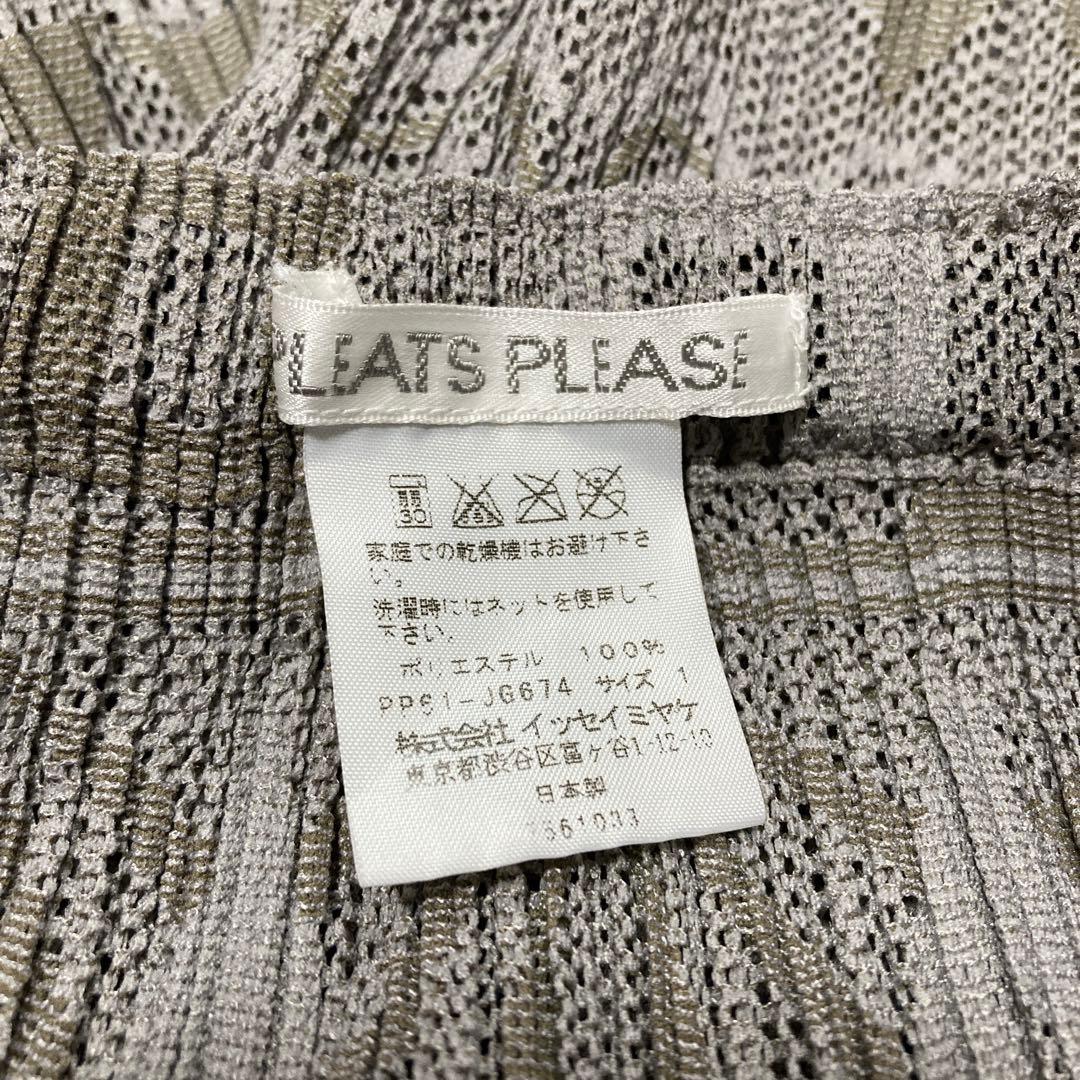 PLEATS PLEASE
30
家庭での乾燥機はお避け下さ
い。
洗濯時にはネットを使用して
下さい。
ポリエステル 100%
PP61-JG674 サイズ 1
株式会社 イッセイミヤケ
東京都渋谷区富ヶ谷1-12-10
日本製